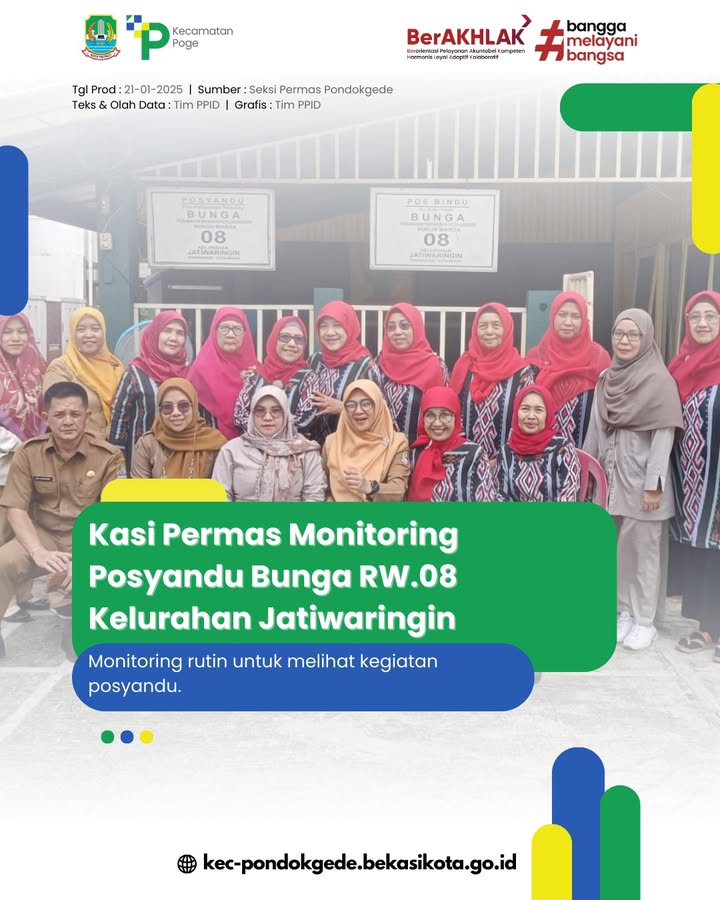 Kecamatan
Poge
BerAKHLAK
Berorientasi Pelayanan Akuntabel Kompeten
Harmonis Loyal Adaptif Kolaboratif
#bangga
melayani
bangsa
Tgl Prod : 21-01-2025 | Sumber : Seksi Permas Pondokgede
Teks & Olah Data : Tim PPID | Grafis : Tim PPID
POSYANDU
BUNGA
08
KELURAHAN
JATIWARINGIN
POS BINDU
BUNGA
08
KELURAHAN
JATIWARINGIN
Kasi Permas Monitoring
Posyandu Bunga RW.08
Kelurahan Jatiwaringin
Monitoring rutin untuk melihat kegiatan
posyandu.
kec-pondokgede.bekasikota.go.id